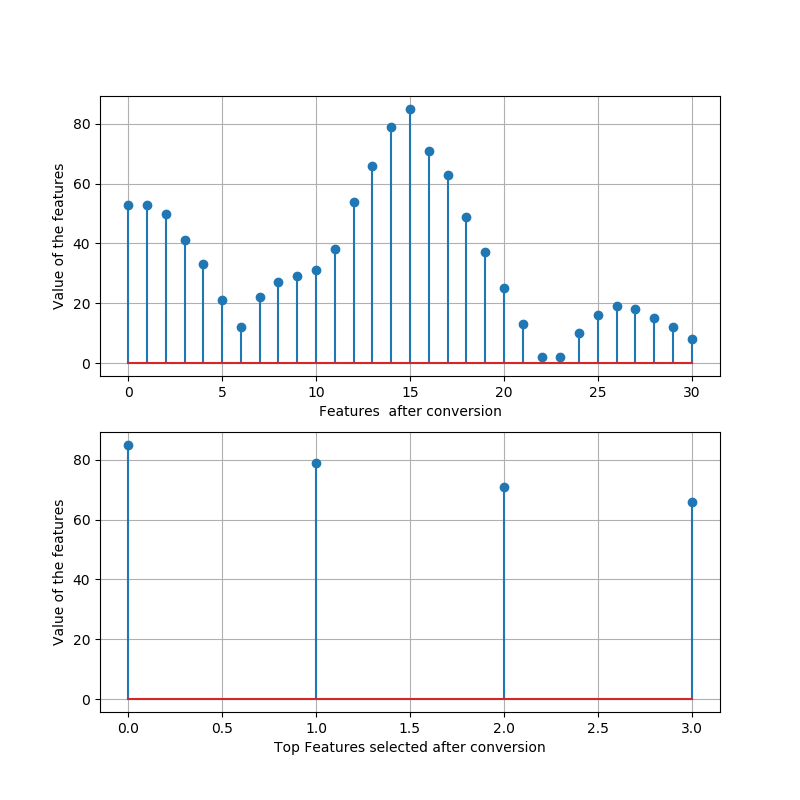 80
60
40
20
0
Value of the features
0 5 10 15 20 25 30
Features  after conversion
80
60
40
20
0
Value of the features
0.0 0.5 1.0 1.5 2.0 2.5 3.0
Top Features selected after conversion